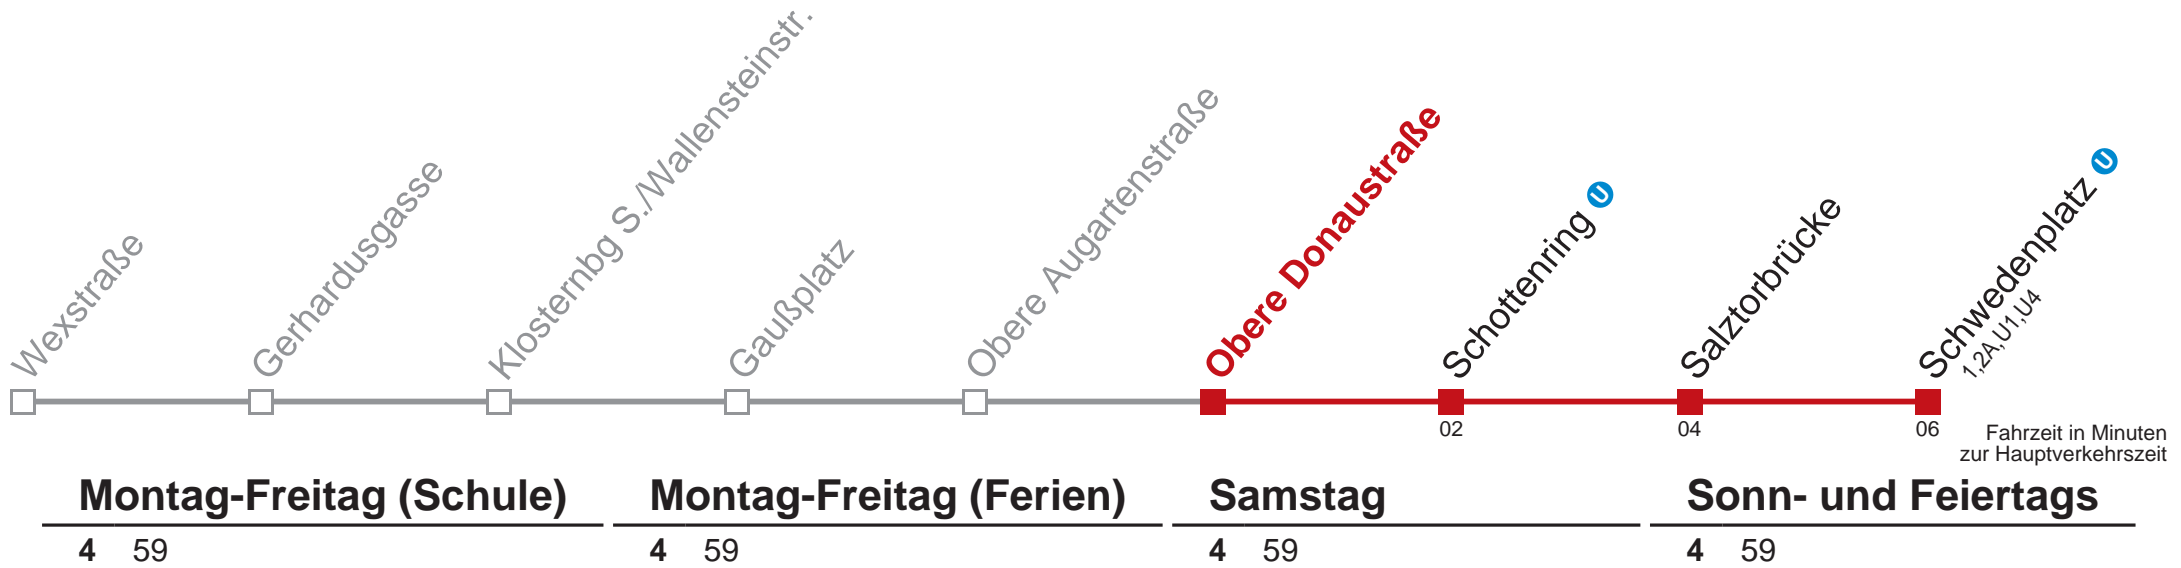 Wexstraße
Gerhardusgasse
Klosternbg S./Wallensteinstr.
Gaußplatz
Obere Augartenstraße
Obere Donaustraße
Schottenring U
Salztorbrücke
Schwedenplatz U
1,2A,U1,U4
02 04 06
Fahrzeit in Minuten
zur Hauptverkehrszeit
Montag-Freitag (Schule) Montag-Freitag (Ferien) Samstag Sonn- und Feiertags
4 59 4 59 4 59 4 59